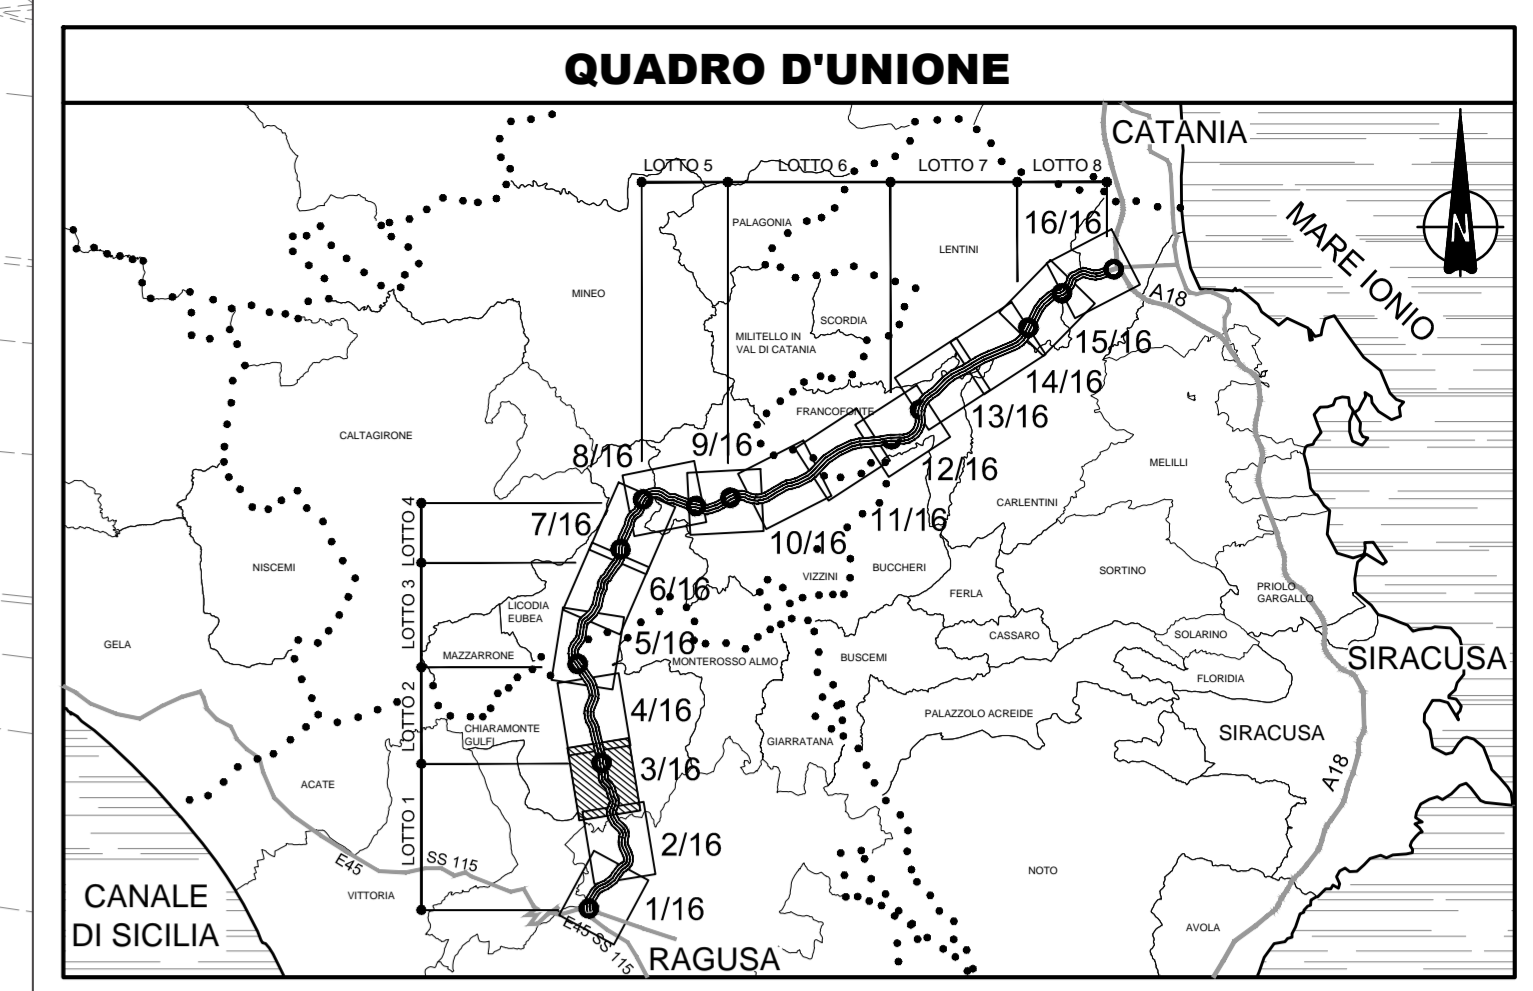 QUADRO D'UNIONE
CATANIA
LOTTO 5
LOTTO 6
LOTTO 7
LOTTO 8
16/16
PALAGONIA
LENTINI
MARE IONIO
N
MINEO
A18
SCORDIA
MILITELLO IN
VAL DI CATANIA
15/16
14/16
FRANCOFONTE
13/16
CALTAGIRONE
9/16
8/16
12/16
MELILLI
CARLENTINI
7/16
11/16
10/16
LOTTO 4
NISCEMI
VIZZINI
BUCCHERI
SORTINO
6/16
FERLA
PRIOLO
GARGALLO
LICODIA
EUBEA
LOTTO 3
GELA
5/16
CASSARO
SOLARINO
MAZZARRONE
MONTEROSSO ALMO
BUSCEMI
SIRACUSA
FLORIDIA
4/16
LOTTO 2
PALAZZOLO ACREIDE
CHIARAMONTE
GULFI
GIARRATANA
SIRACUSA
3/16
A18
ACATE
LOTTO 1
2/16
E45
SS 115
NOTO
VITTORIA
CANALE
DI SICILIA
1/16
E45 SS 115
AVOLA
RAGUSA